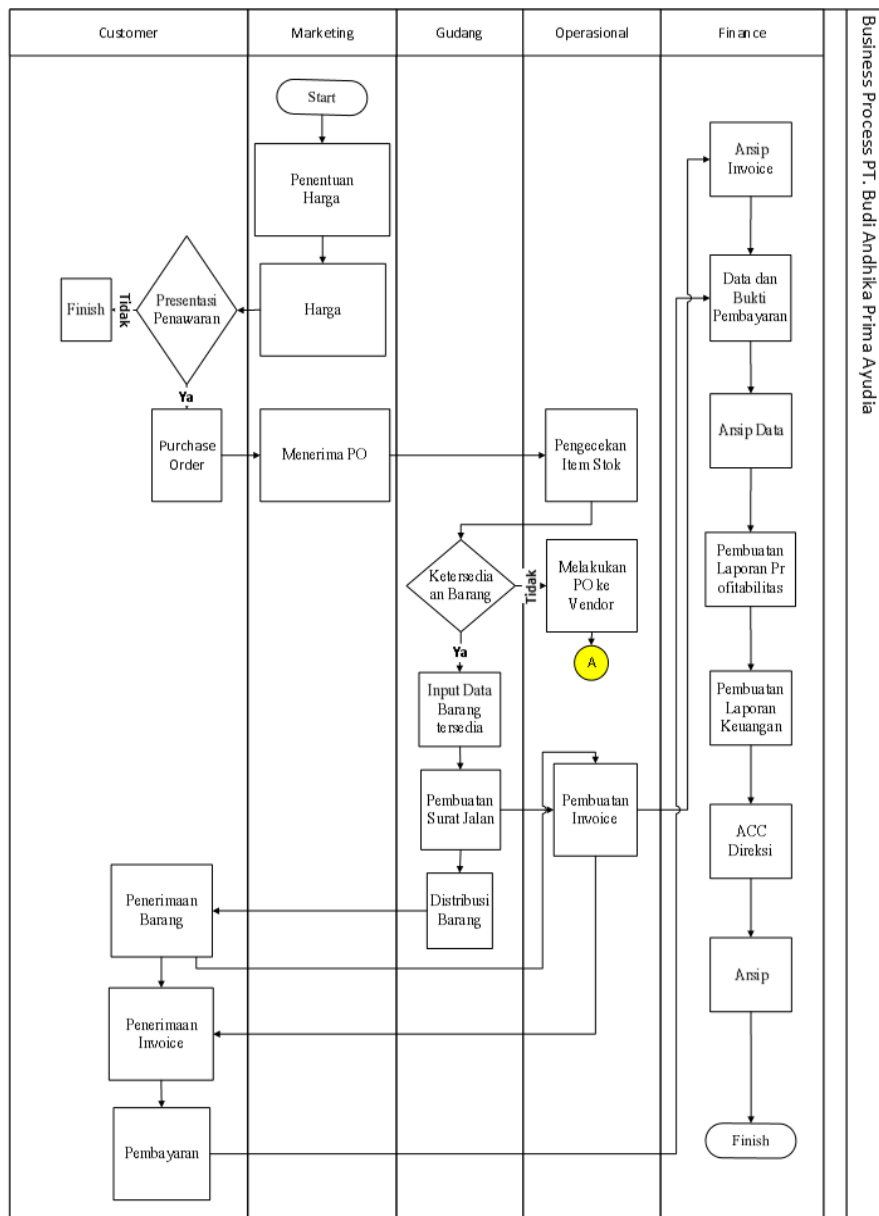 Business Process PT. Budi Andhika Prima Ayudia
Customer
Marketing
Gudang
Operasional
Finance
Start
Penentuan
Harga
Harga
Presentasi
Penawaran
Tidak
Finish
Ya
Purchase
Order
Menerima PO
Pengecekan
Item Stok
Ketersedia
an Barang
Tidak
Melakukan
PO ke
Vendor
A
Ya
Input Data
Barang
tersedia
Pembuatan
Surat Jalan
Pembuatan
Invoice
Distribusi
Barang
Penerimaan
Barang
Penerimaan
Invoice
Pembayaran
Arsip
Invoice
Data dan
Bukti
Pembayaran
Arsip Data
Pembuatan
Laporan Pr
ofitabilitas
Pembuatan
Laporan
Keuangan
ACC
Direksi
Arsip
Finish